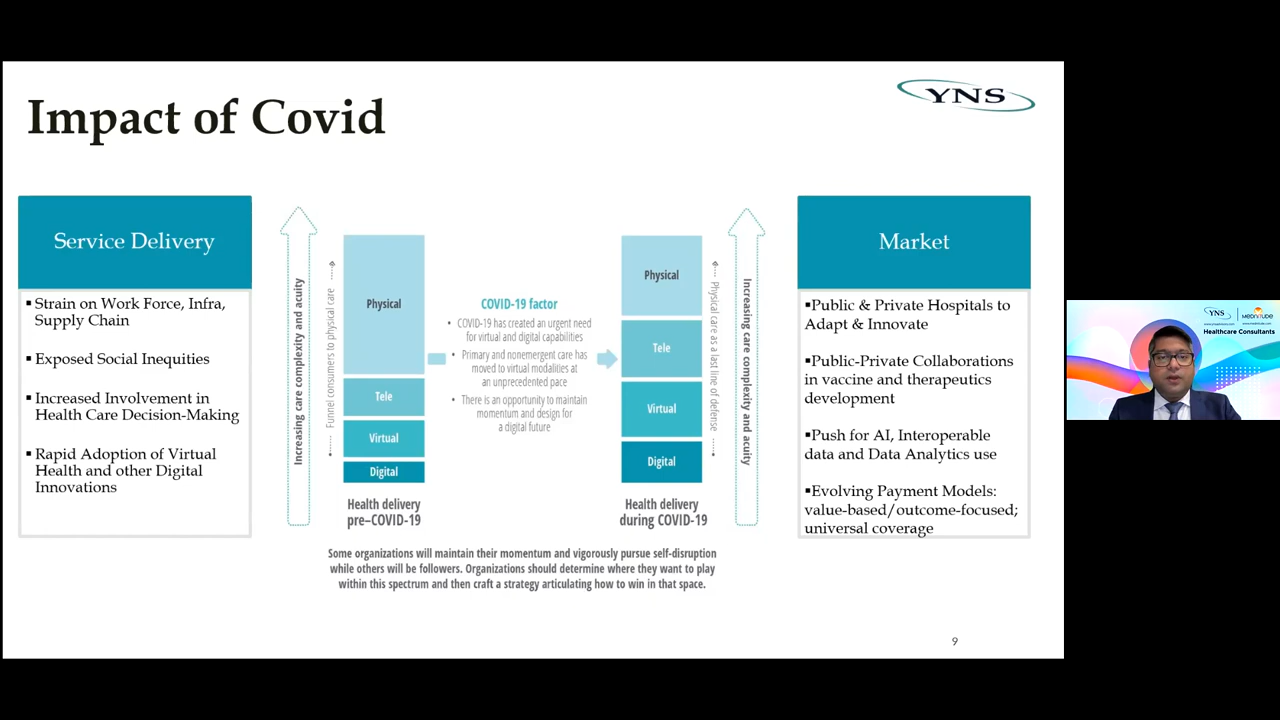 Impact of Covid
YNS
Service Delivery
▪Strain on Work Force, Infra,
Supply Chain
▪Exposed Social Inequities
▪Increased Involvement in
Health Care Decision-Making
▪Rapid Adoption of Virtual
Health and other Digital
Innovations
Increasing care complexity and acuity
Funnel consumers to physical care
Physical
Tele
Virtual
Digital
Health delivery
pre–COVID-19
COVID-19 factor
• COVID-19 has created an urgent need
for virtual and digital capabilities
• Primary and nonemergent care has
moved to virtual modalities at
an unprecedented pace
• There is an opportunity to maintain
momentum and design for
a digital future
Physical
Tele
Virtual
Digital
Health delivery
during COVID-19
Physical care as a last line of defense
Increasing care complexity and acuity
Some organizations will maintain their momentum and vigorously pursue self-disruption
while others will be followers. Organizations should determine where they want to play
within this spectrum and then craft a strategy articulating how to win in that space.
Market
▪Public & Private Hospitals to
Adapt & Innovate
▪Public-Private Collaborations
in vaccine and therapeutics
development
▪Push for AI, Interoperable
data and Data Analytics use
▪Evolving Payment Models:
value-based/outcome-focused;
universal coverage
9
YNS
Healthcare Consultants